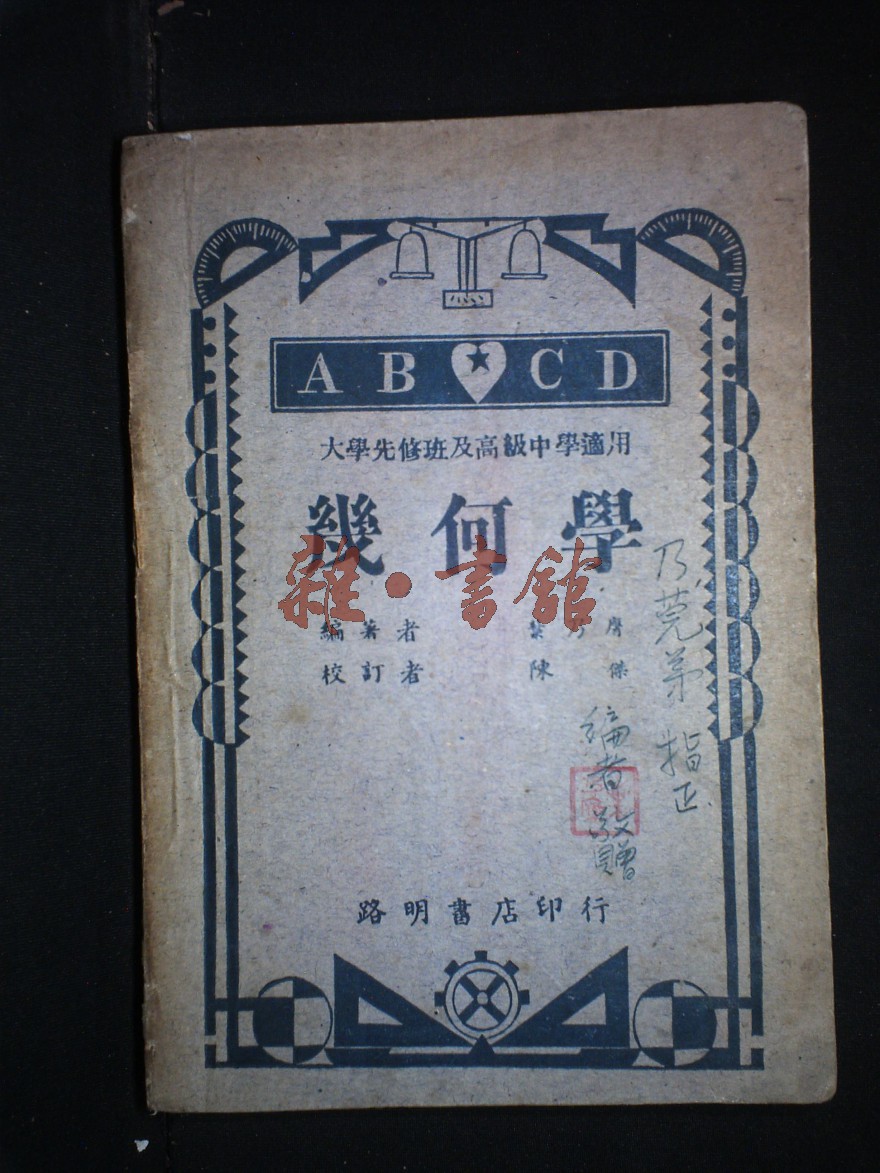 A B C D
大學先修班及高級中學適用
幾何學
雜·書館
編著者
校訂者 陳傑
乃莞弟 指正
編者 敬贈
路明書店印行